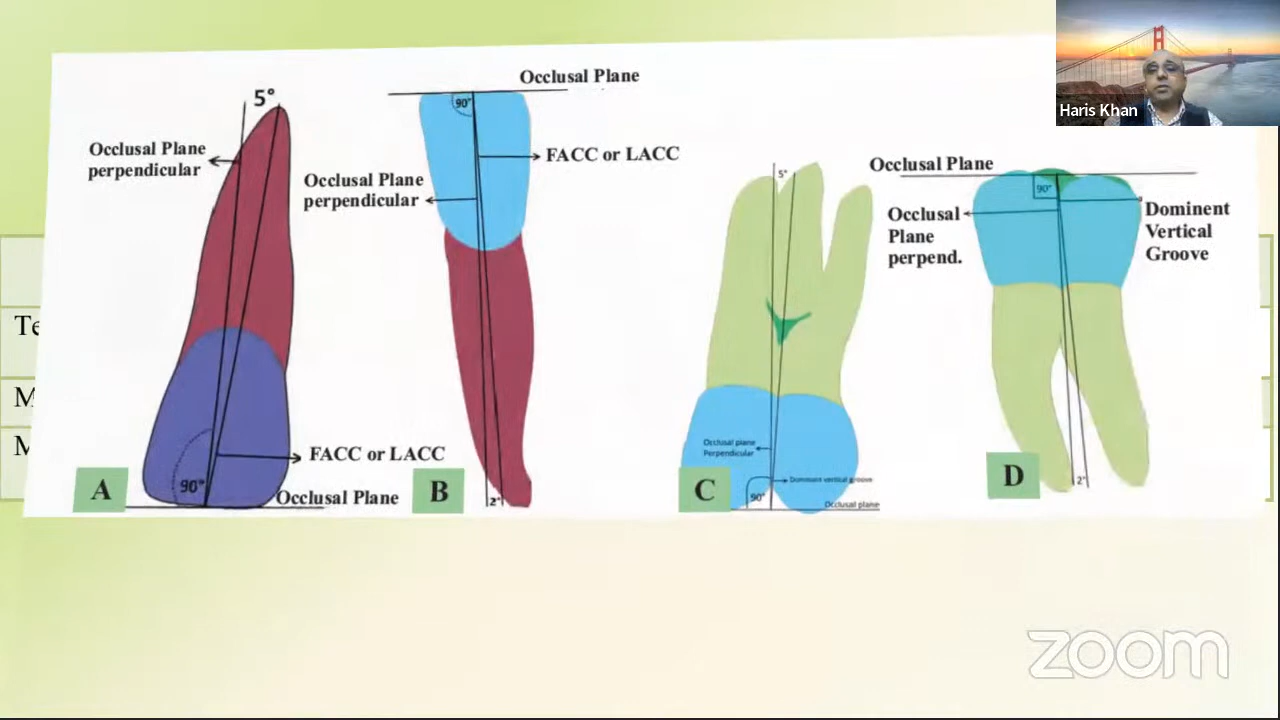 Haris Khan
5°
Occlusal Plane
perpendicular
FACC or LACC
90°
Occlusal Plane
A
Occlusal Plane
90°
FACC or LACC
Occlusal Plane
perpendicular
2°
B
5°
Occlusal plane
Perpendicular
Dominant vertical groove
90°
Occlusal plane
C
Occlusal Plane
90°
Occlusal
Plane
perpend.
Dominent
Vertical
Groove
2°
D
M
M
zoom